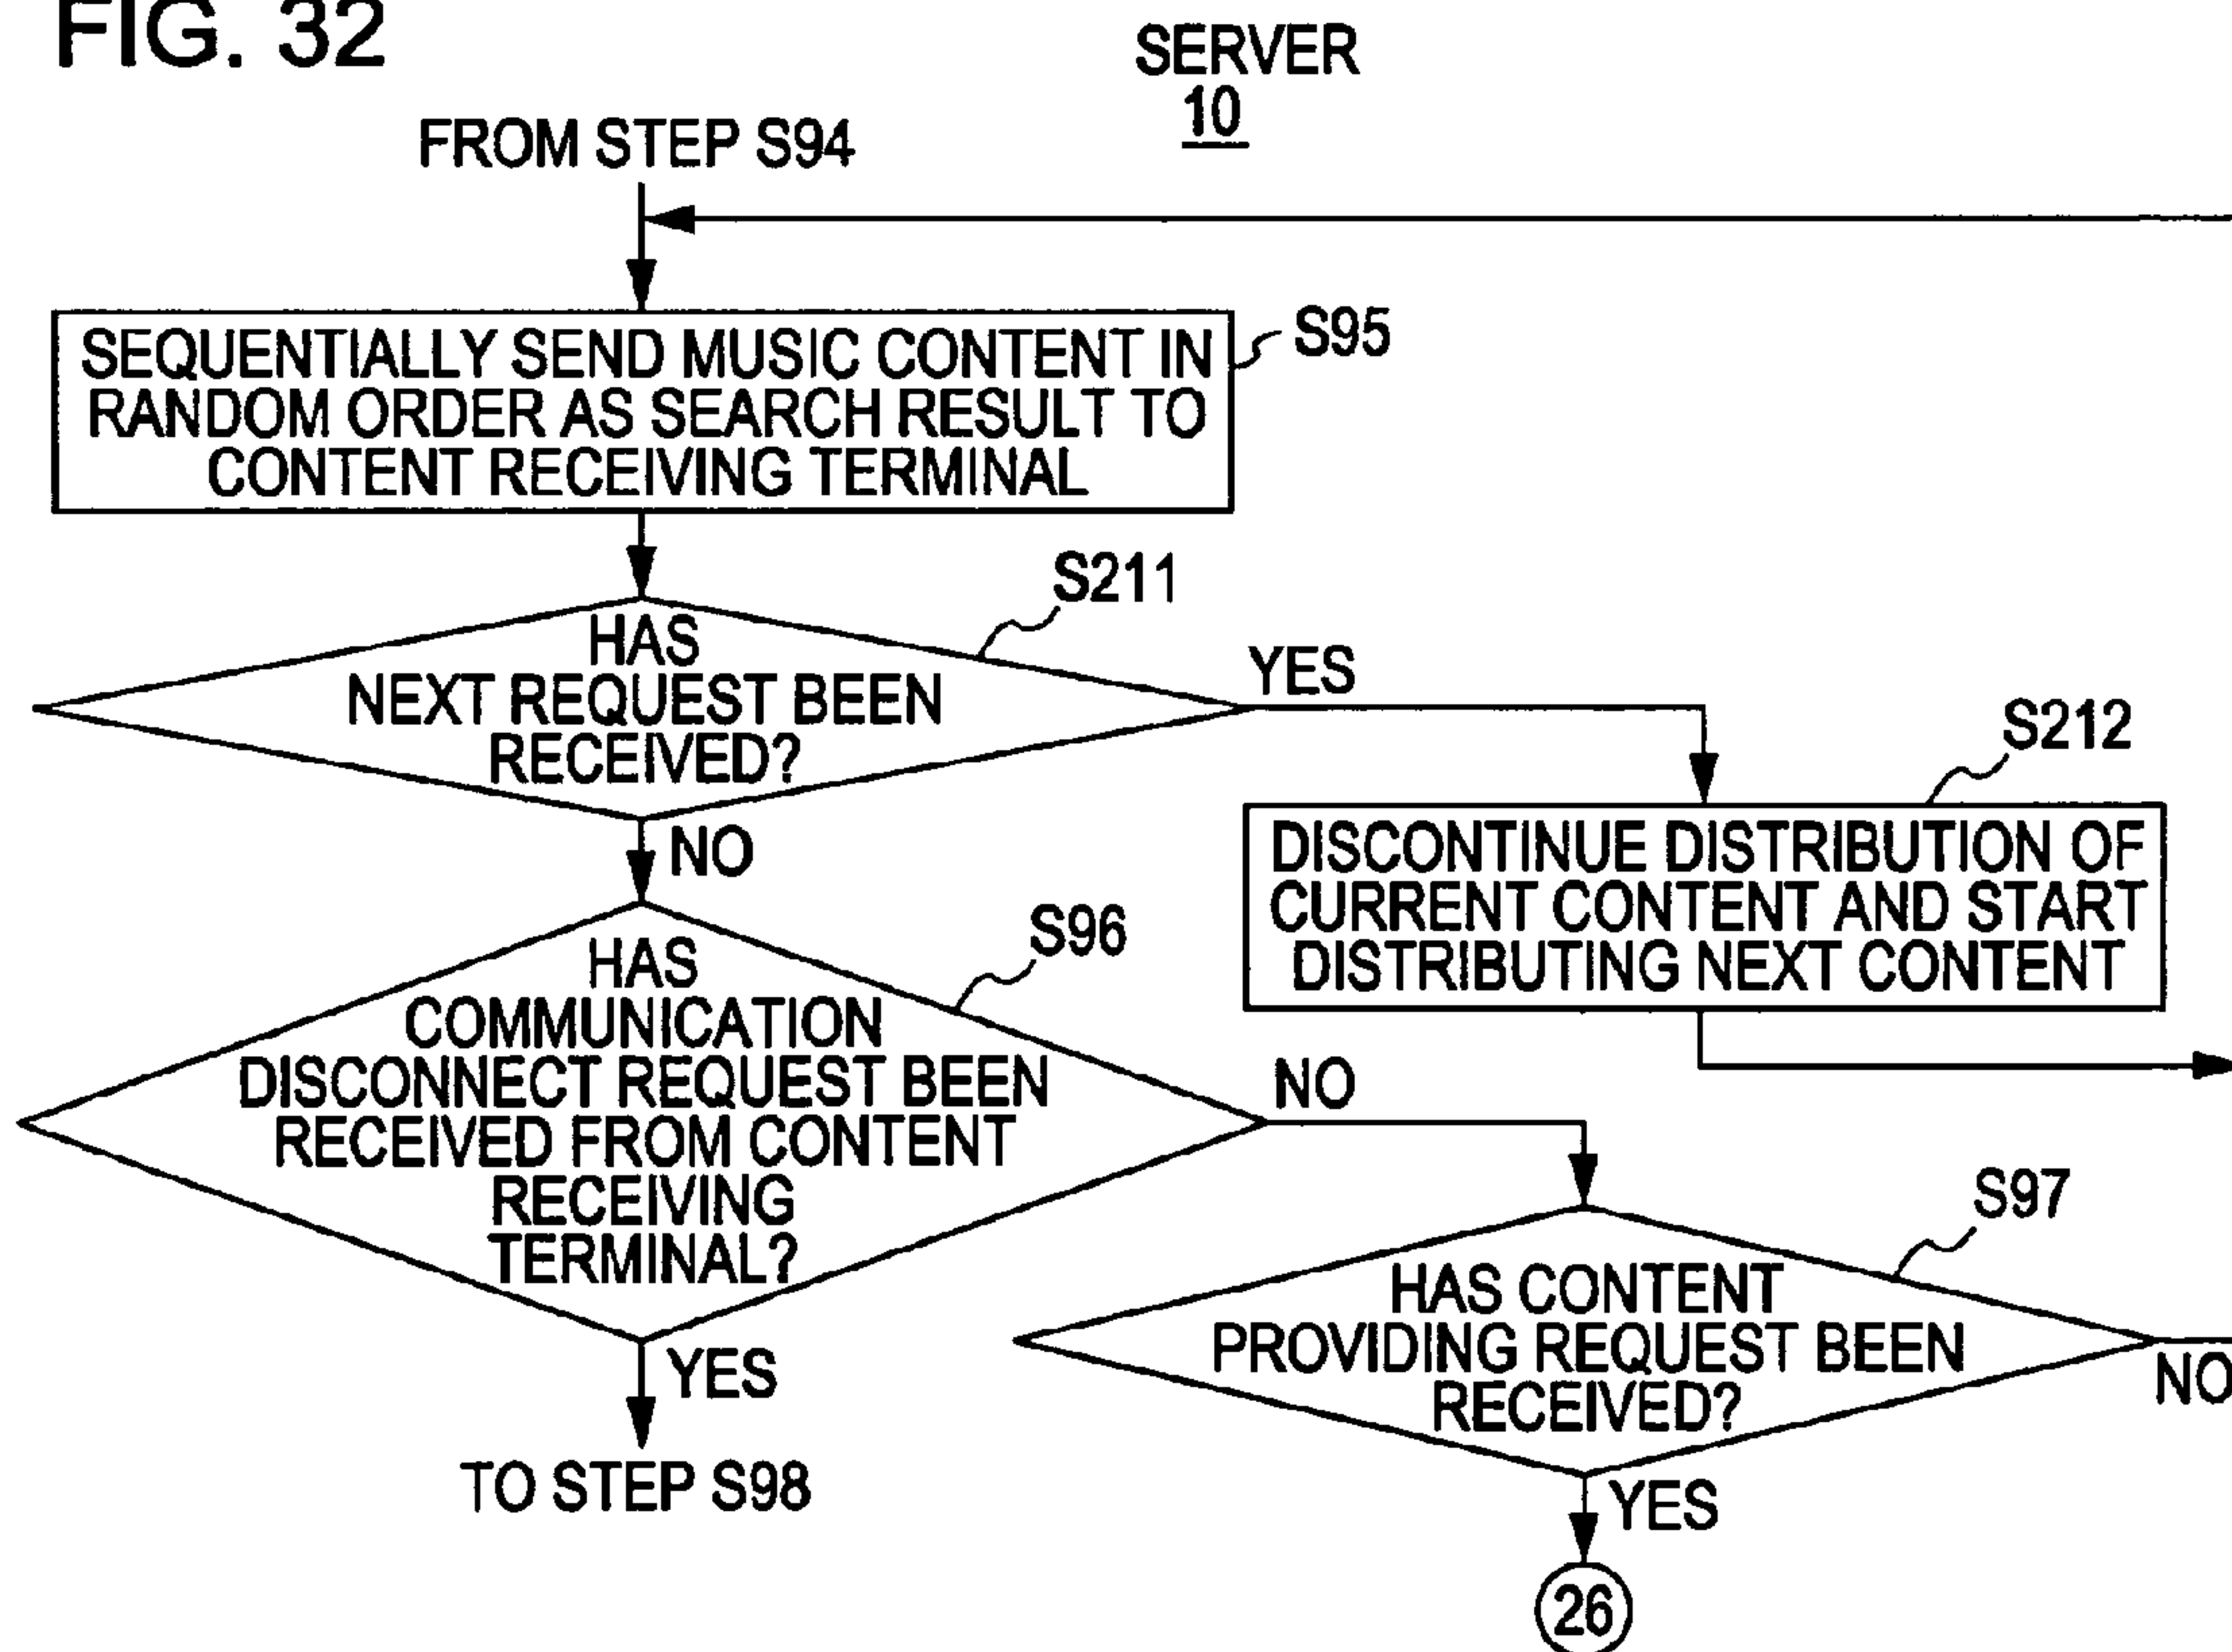 FIG. 32
SERVER
10
FROM STEP S94
SEQUENTIALLY SEND MUSIC CONTENT IN
RANDOM ORDER AS SEARCH RESULT TO
CONTENT RECEIVING TERMINAL
S95
S211
HAS
NEXT REQUEST BEEN
RECEIVED?
YES
NO
S212
DISCONTINUE DISTRIBUTION OF
CURRENT CONTENT AND START
DISTRIBUTING NEXT CONTENT
S96
HAS
COMMUNICATION
DISCONNECT REQUEST BEEN
RECEIVED FROM CONTENT
RECEIVING
TERMINAL?
NO
YES
TO STEP S98
S97
HAS CONTENT
PROVIDING REQUEST BEEN
RECEIVED?
NO
YES
26